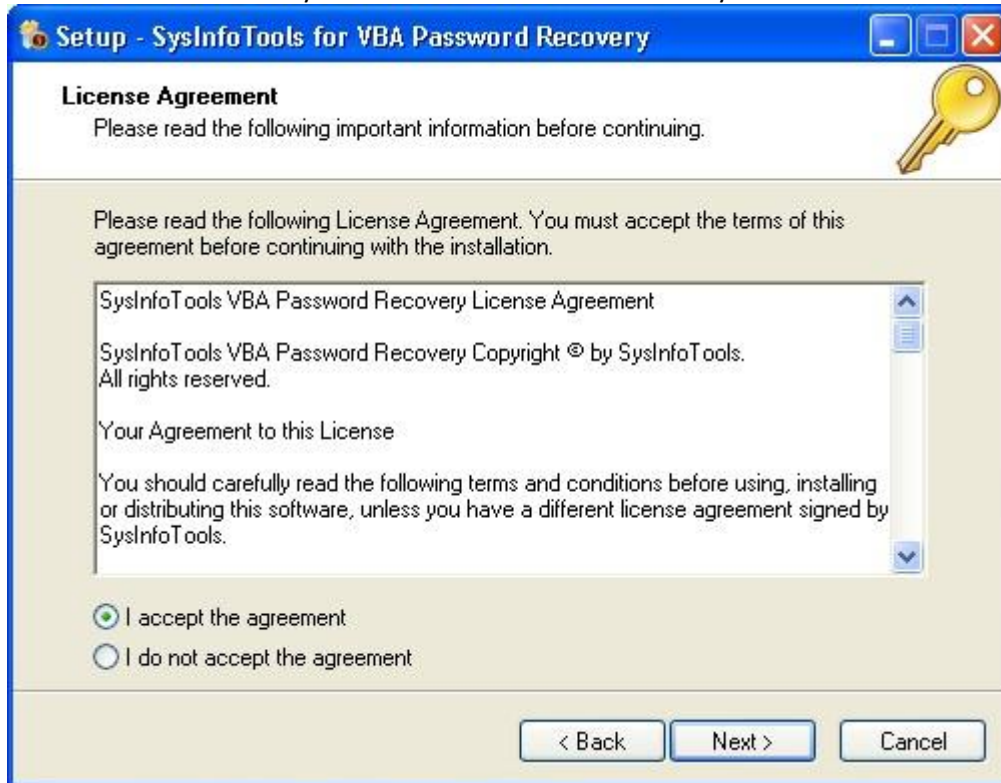 Setup - SysInfoTools for VBA Password Recovery
License Agreement
Please read the following important information before continuing.
Please read the following License Agreement. You must accept the terms of this
agreement before continuing with the installation.
SysInfoTools VBA Password Recovery License Agreement
SysInfoTools VBA Password Recovery Copyright © by SysInfoTools.
All rights reserved.
Your Agreement to this License
You should carefully read the following terms and conditions before using, installing
or distributing this software, unless you have a different license agreement signed by
SysInfoTools.
I accept the agreement
I do not accept the agreement
< Back Next > Cancel